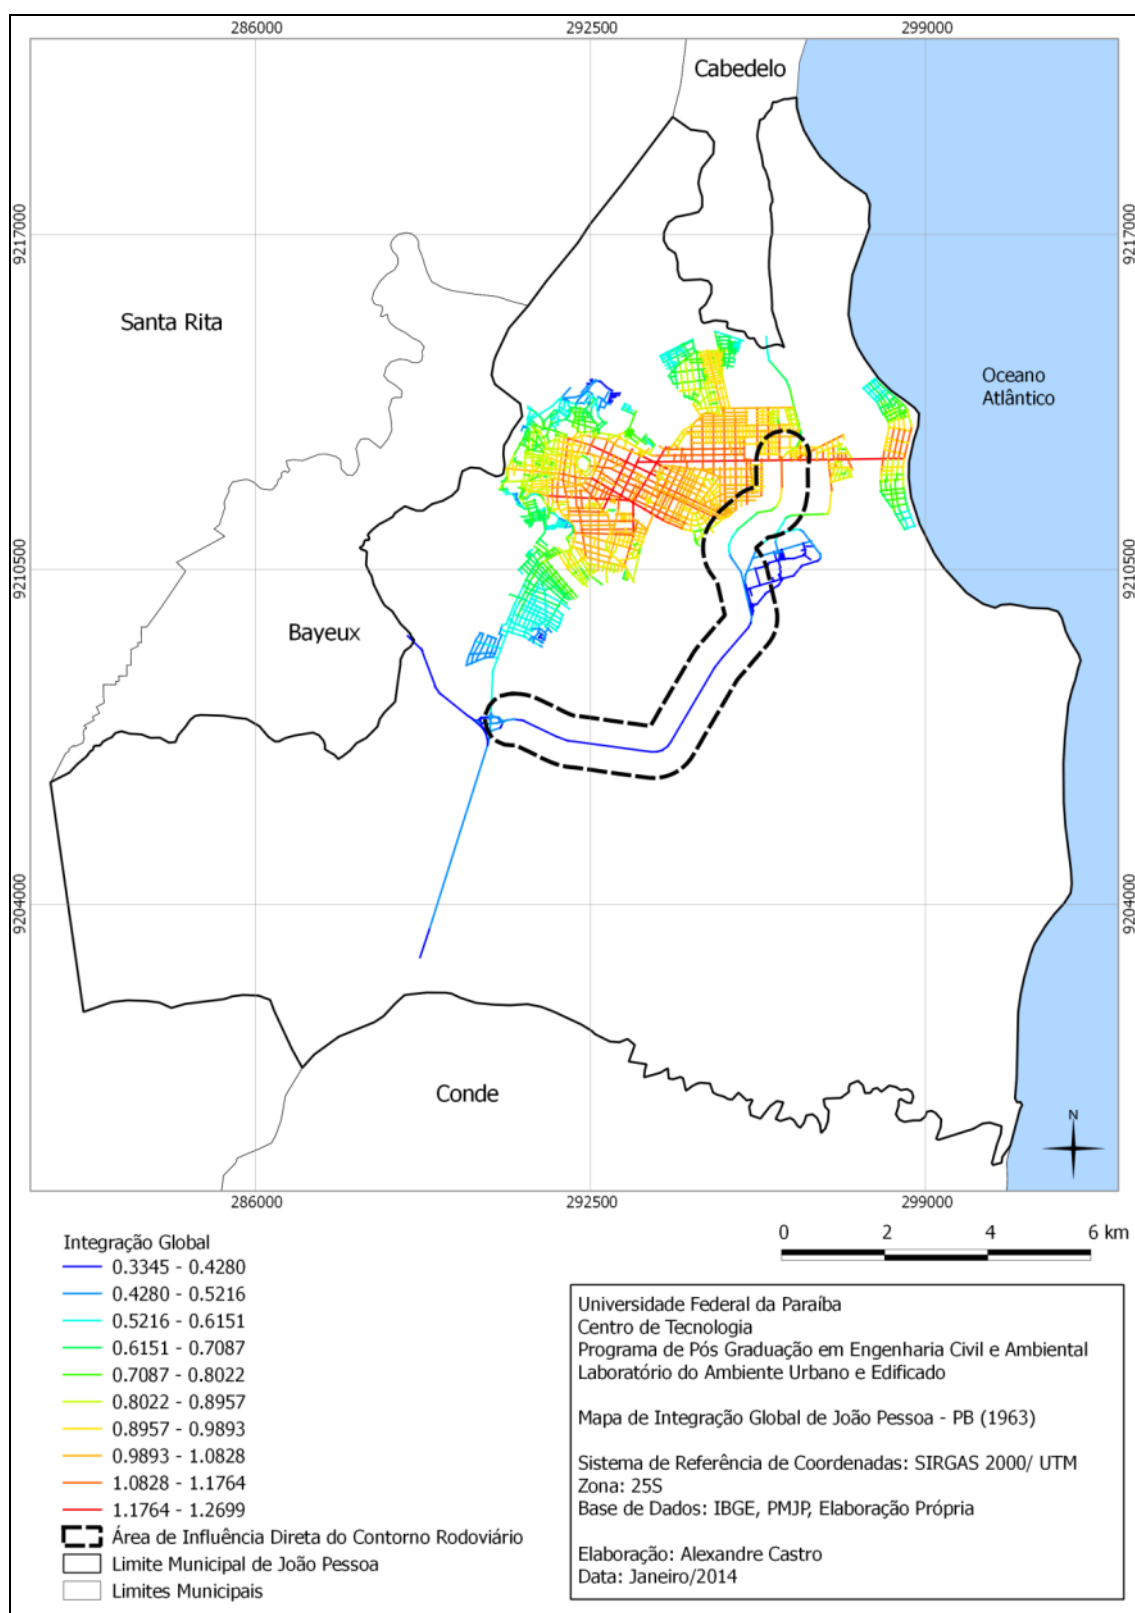 286000
292500
299000
Cabedelo
9217000
9217000
Santa Rita
Oceano
Atlântico
9210500
9210500
Bayeux
9204000
9204000
Conde
N
286000
292500
299000
0 2 4 6 km
Integração Global
0.3345 - 0.4280
0.4280 - 0.5216
0.5216 - 0.6151
0.6151 - 0.7087
0.7087 - 0.8022
0.8022 - 0.8957
0.8957 - 0.9893
0.9893 - 1.0828
1.0828 - 1.1764
1.1764 - 1.2699
Área de Influência Direta do Contorno Rodoviário
Limite Municipal de João Pessoa
Limites Municipais
Universidade Federal da Paraíba
Centro de Tecnologia
Programa de Pós Graduação em Engenharia Civil e Ambiental
Laboratório do Ambiente Urbano e Edificado
Mapa de Integração Global de João Pessoa - PB (1963)
Sistema de Referência de Coordenadas: SIRGAS 2000/ UTM
Zona: 25S
Base de Dados: IBGE, PMJP, Elaboração Própria
Elaboração: Alexandre Castro
Data: Janeiro/2014